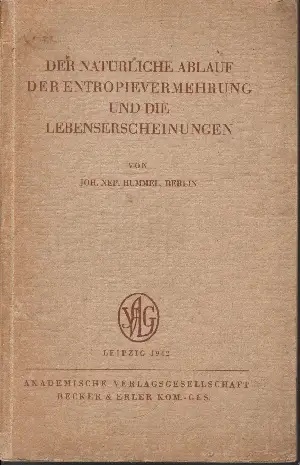 DER NATÜRLICHE ABLAUF
DER ENTROPIEVERMEHRUNG
UND DIE
LEBENSERSCHEINUNGEN
VON
JOH. NEP. HUMMEL, BERLIN
AVG
LEIPZIG 1942
AKADEMISCHE VERLAGSGESELLSCHAFT
BECKER & ERLER KOM.-GES.